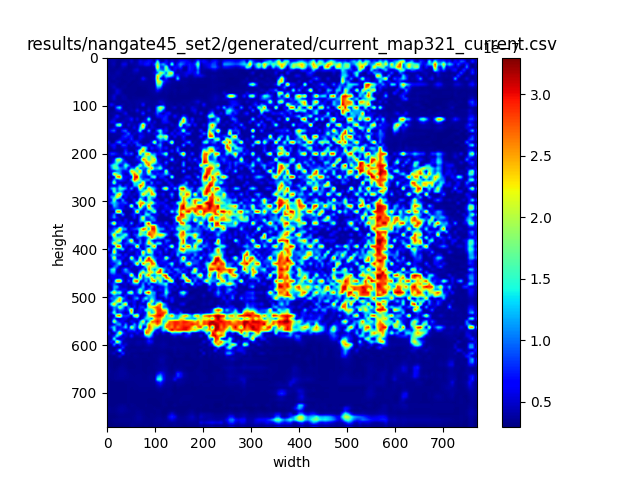 results/nangate45_set2/generated/current_map321_current.csv
1e−7
0
100
200
300
400
500
600
700
height
0 100 200 300 400 500 600 700
width
3.0
2.5
2.0
1.5
1.0
0.5